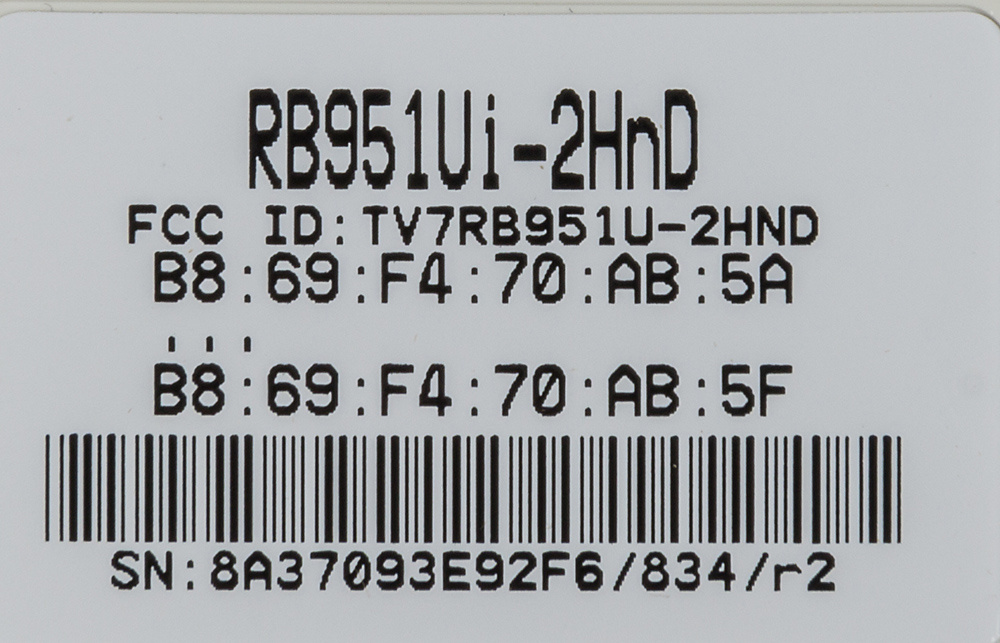 RB951Ui-2HnD
FCC ID:TV7RB951U-2HND
B8:69:F4:70:AB:5A
...
B8:69:F4:70:AB:5F
SN:8A37093E92F6/834/r2